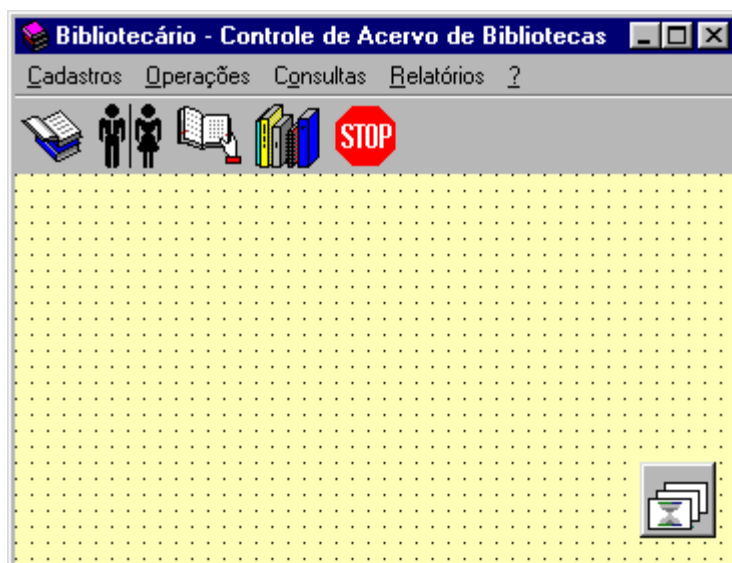 Bibliotecário - Controle de Acervo de Bibliotecas
Cadastros Operações Consultas Relatórios ?
STOP